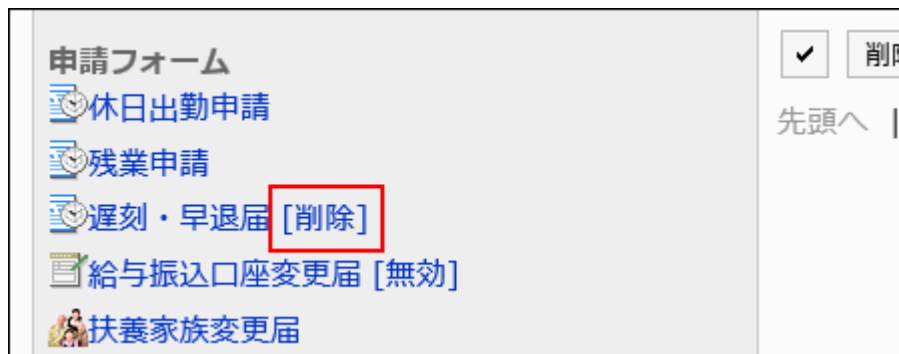 申請フォーム
休日出勤申請
残業申請
遅刻・早退届 [削除]
給与振込口座変更届 [無効]
扶養家族変更届
削除
先頭へ |